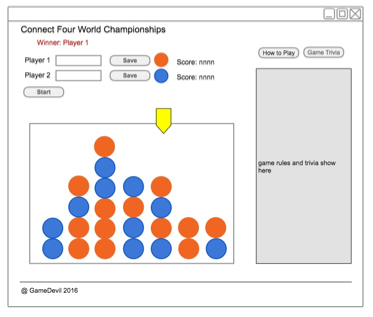 Connect Four World Championships
Winner: Player 1
How to Play
Game Trivia
Player 1
Save
Score: nnnn
Player 2
Save
Score: nnnn
Start
game rules and trivia show
here
@ GameDevil 2016